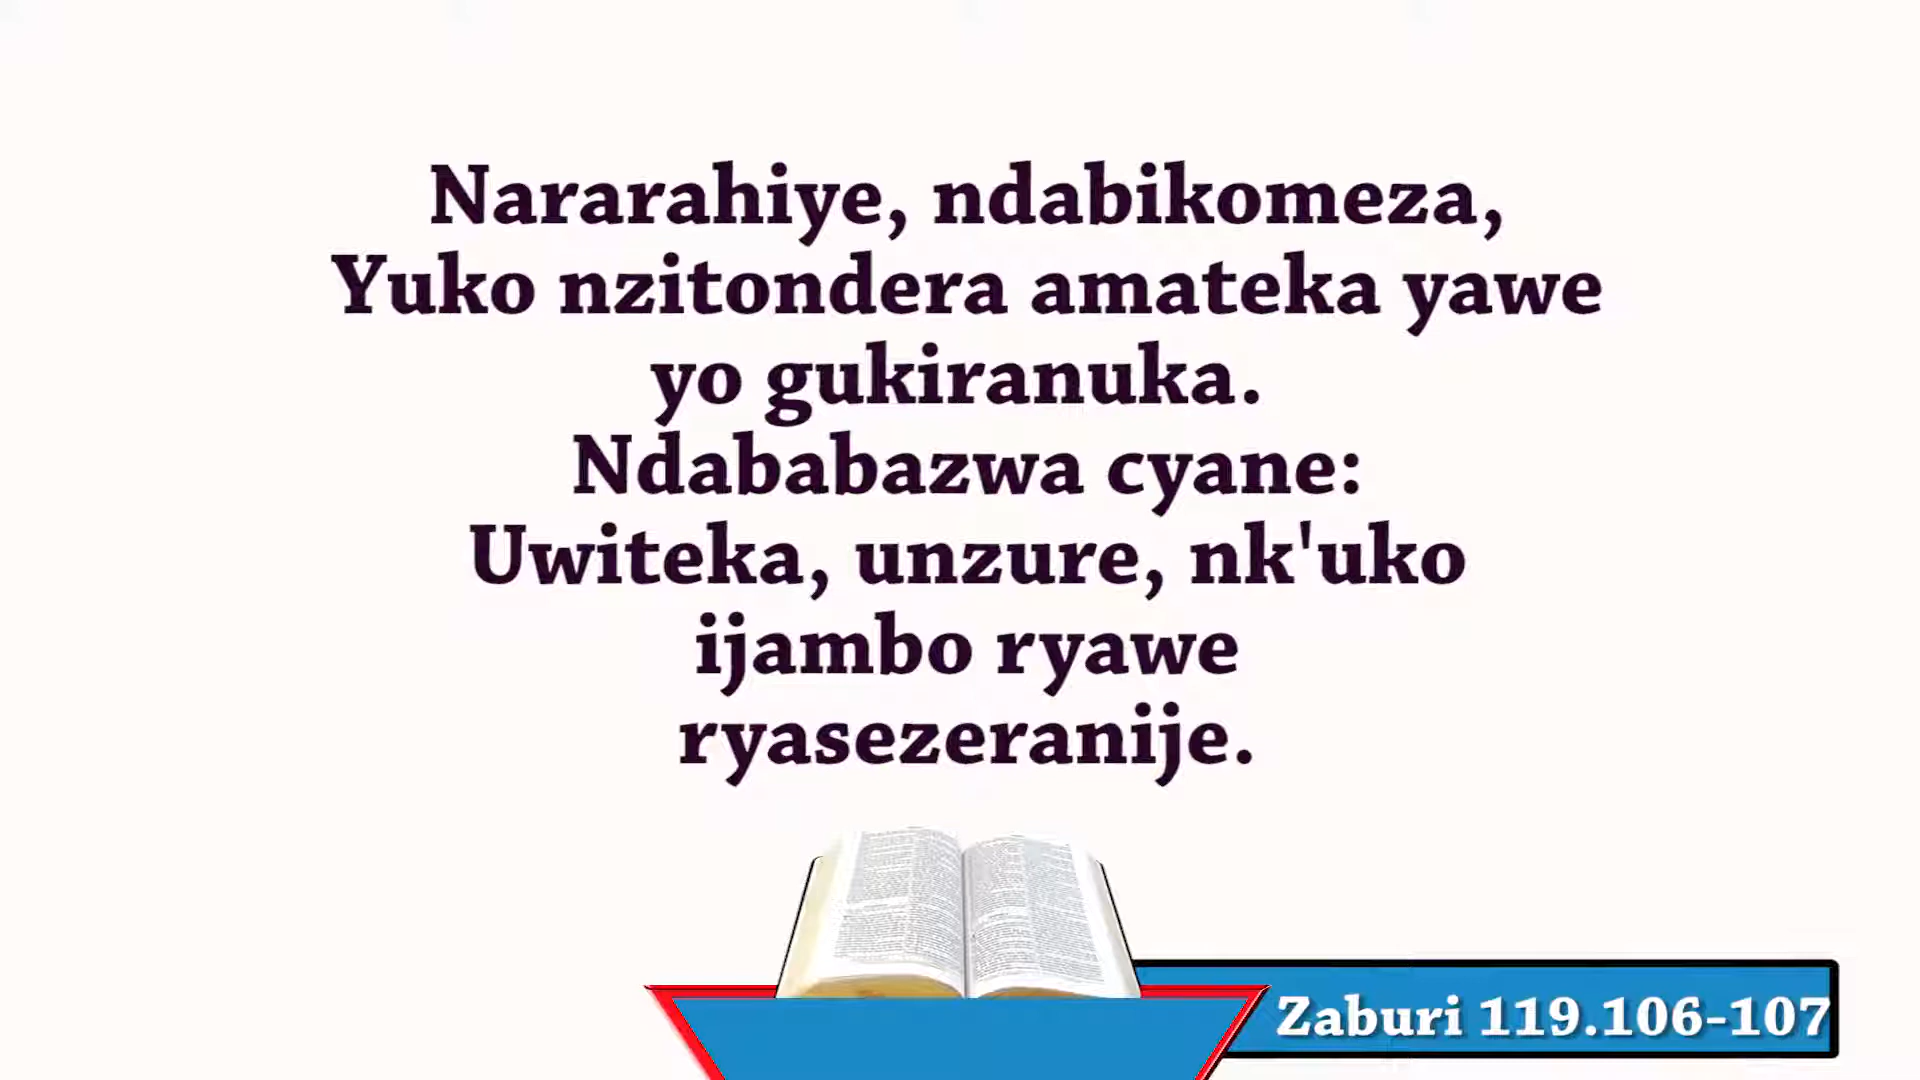 Nararahiye, ndabikomeza,
Yuko nzitondera amateka yawe
yo gukiranuka.
Ndababazwa cyane:
Uwiteka, unzure, nk'uko
ijambo ryawe
ryasezeranije.
Zaburi 119.106-107